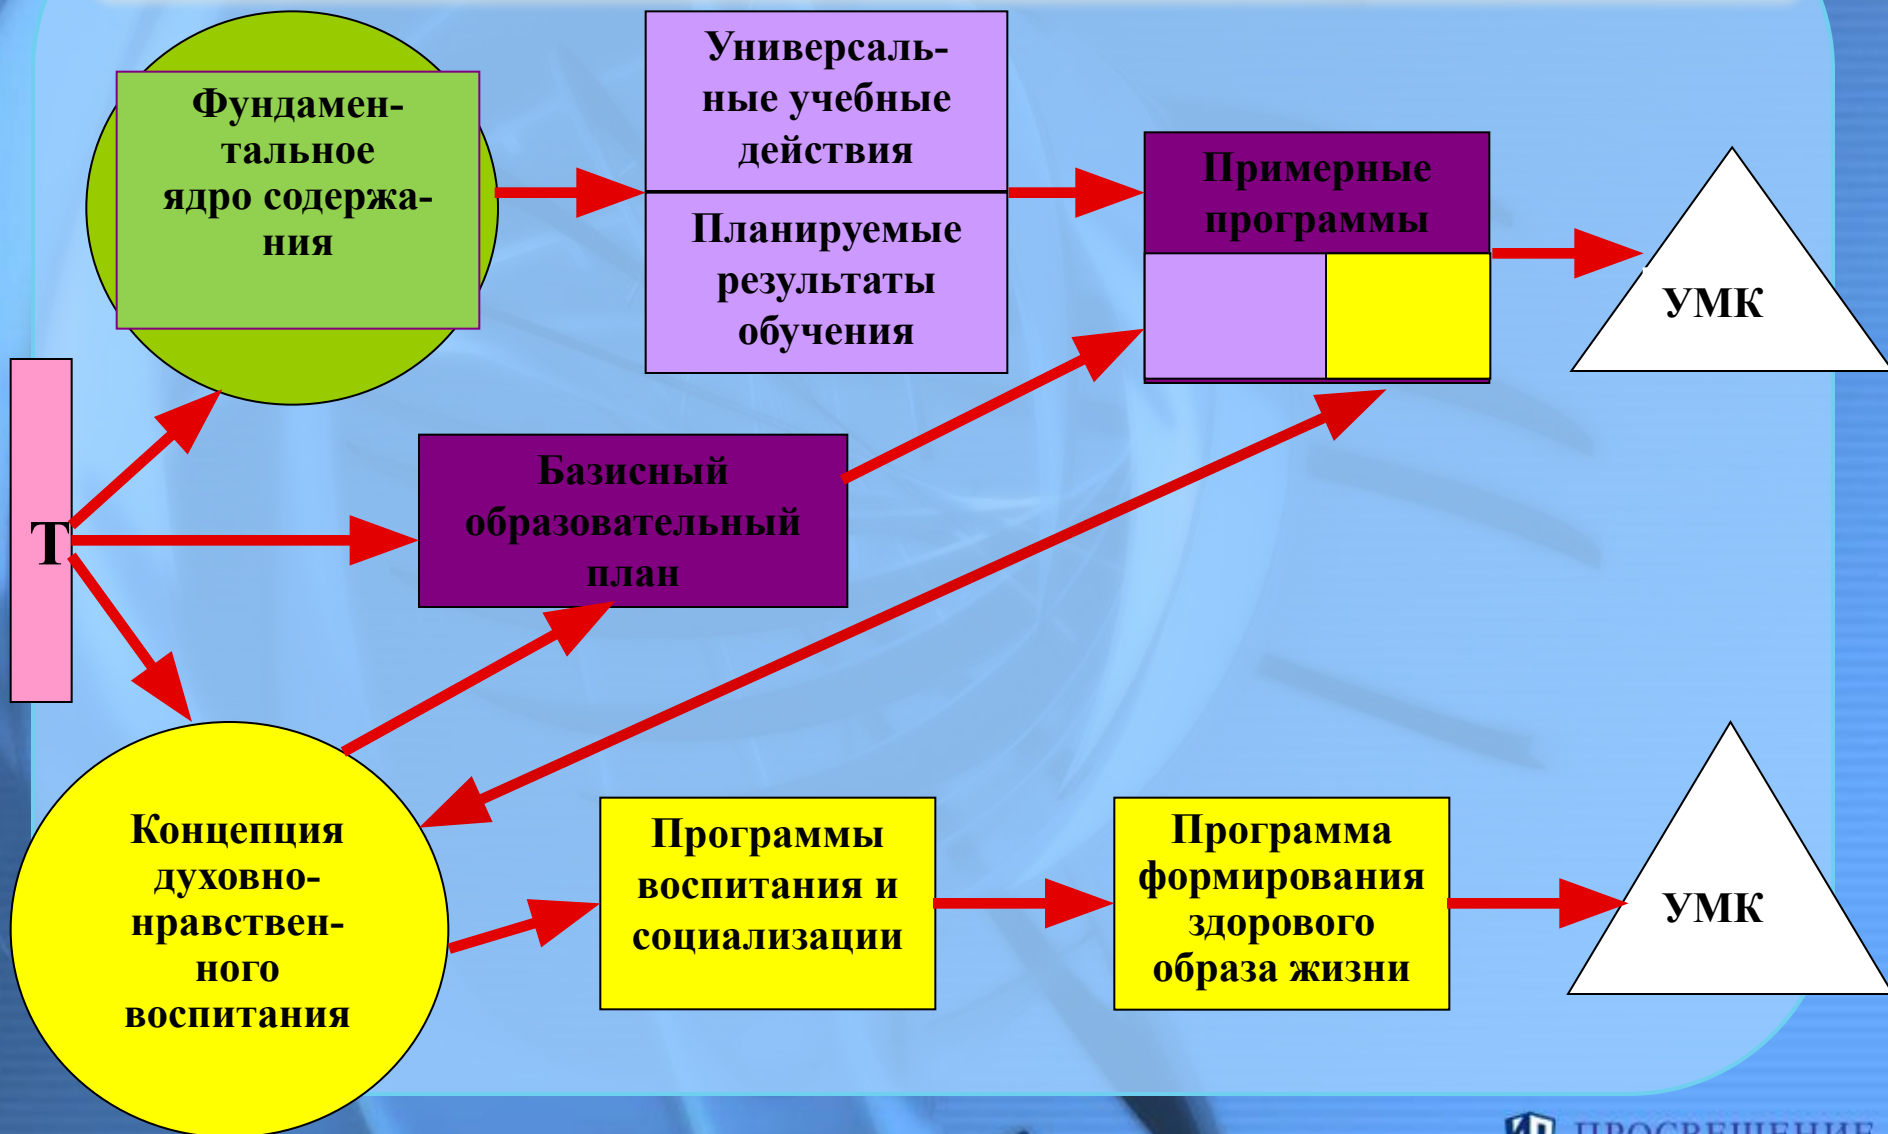 Фундамен-
тальное
ядро содержа-
ния
Универсаль-
ные учебные
действия
Планируемые
результаты
обучения
Примерные
программы
УМК
Т
Базисный
образовательный
план
Концепция
духовно-
нравствен-
ного
воспитания
Программы
воспитания и
социализации
Программа
формирования
здорового
образа жизни
УМК
ПРОСВЕЩЕНИЕ